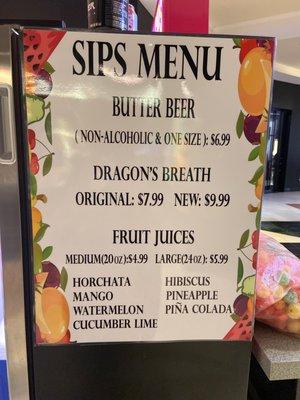 SIPS MENU
BUTTER BEER
( NON-ALCOHOLIC & ONE SIZE ): $6.99
DRAGON'S BREATH
ORIGINAL: $7.99 NEW: $9.99
FRUIT JUICES
MEDIUM(20OZ):$4.99 LARGE(24OZ): $5.99
HORCHATA HIBISCUS
MANGO PINEAPPLE
WATERMELON PIÑA COLADA
CUCUMBER LIME